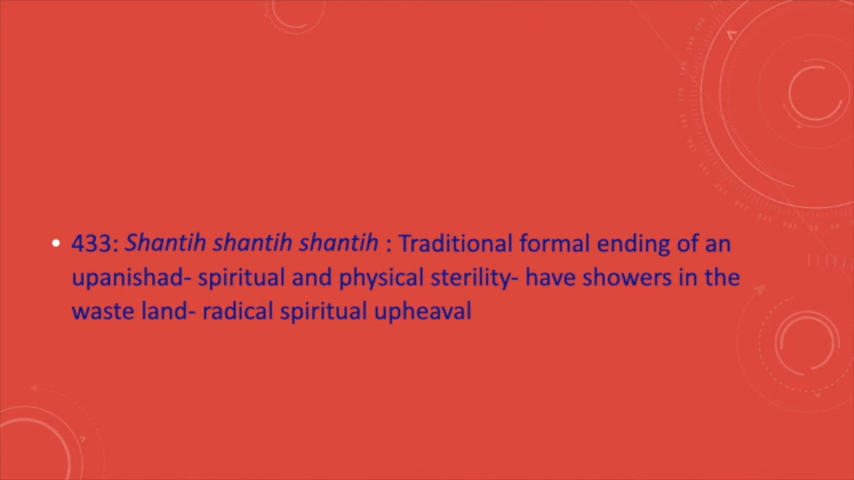 • 433: Shantih shantih shantih : Traditional formal ending of an
upanishad- spiritual and physical sterility- have showers in the
waste land- radical spiritual upheaval